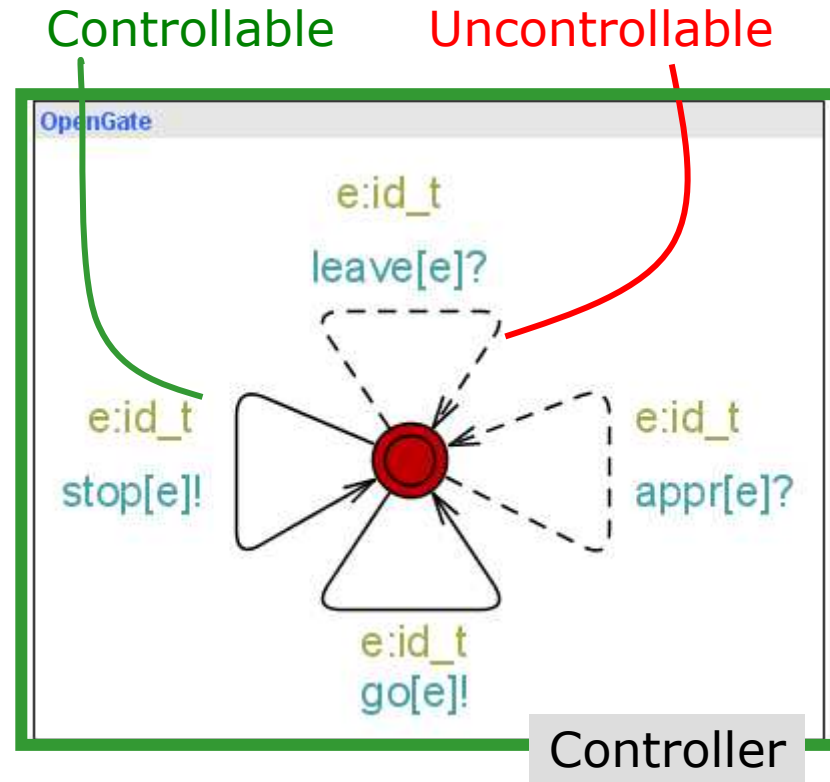 Controllable Uncontrollable
OpenGate
e:id_t
leave[e]?
e:id_t
stop[e]!
e:id_t
appr[e]?
e:id_t
go[e]!
Controller